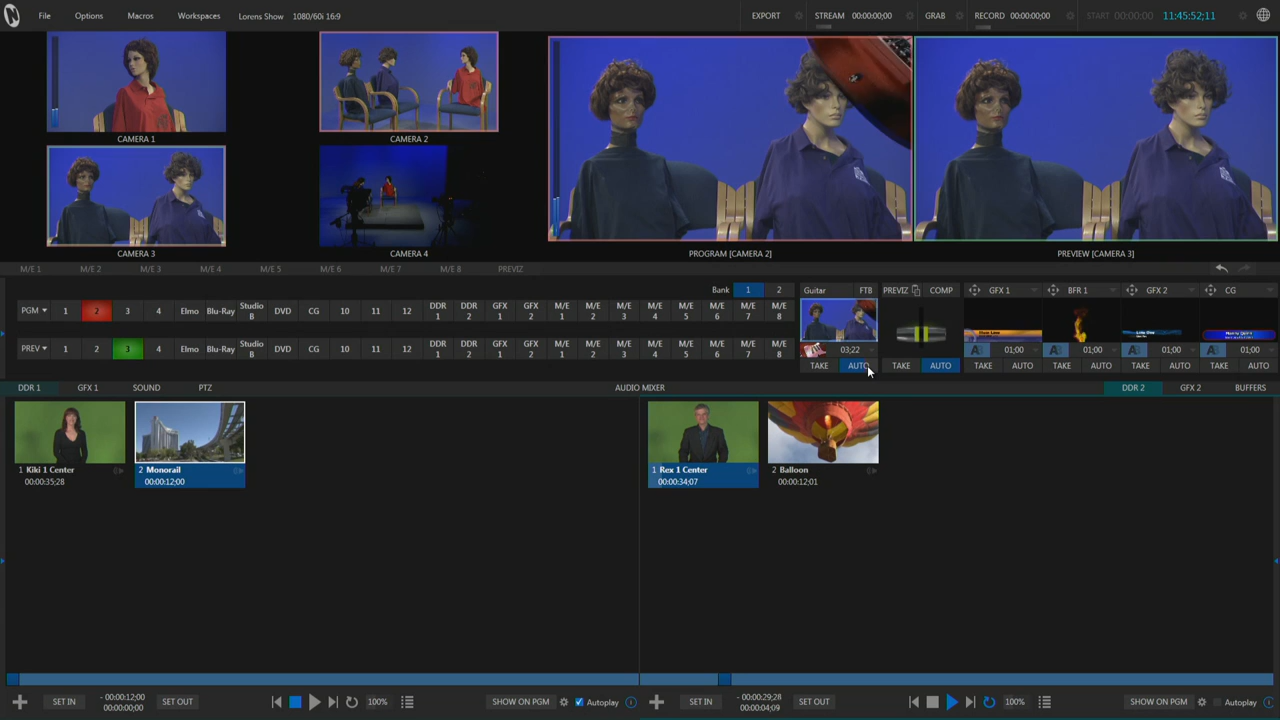 File Options Macros Workspaces Lorens Show 1080/60i 16:9 EXPORT STREAM 00:00:00;00 GRAB RECORD 00:00:00;00 START 00:00:00 11:45:52;11
CAMERA 1 CAMERA 2
CAMERA 3 CAMERA 4 PROGRAM [CAMERA 2] PREVIEW [CAMERA 3]
M/E 1 M/E 2 M/E 3 M/E 4 M/E 5 M/E 6 M/E 7 M/E 8 PREVIZ
Bank 1 2 Guitar FTB PREVIZ COMP GFX 1 BFR 1 GFX 2 CG
PGM 1 2 3 4 Elmo Blu-Ray Studio B DVD CG 10 11 12 DDR 1 DDR 2 GFX 1 GFX 2 M/E 1 M/E 2 M/E 3 M/E 4 M/E 5 M/E 6 M/E 7 M/E 8
PREV 1 2 3 4 Elmo Blu-Ray Studio B DVD CG 10 11 12 DDR 1 DDR 2 GFX 1 GFX 2 M/E 1 M/E 2 M/E 3 M/E 4 M/E 5 M/E 6 M/E 7 M/E 8
03;22 01;00 01;00 01;00 01;00
TAKE AUTO TAKE AUTO TAKE AUTO TAKE AUTO TAKE AUTO TAKE AUTO
DDR 1 GFX 1 SOUND PTZ AUDIO MIXER DDR 2 GFX 2 BUFFERS
1 Kiki 1 Center 2 Monorail 1 Rex 1 Center 2 Balloon
00:00:35;28 00:00:12;00 00:00:34;07 00:00:12;01
SET IN - 00:00:12;00 SET OUT 100% SHOW ON PGM Autoplay SET IN - 00:00:29;28 SET OUT 100% SHOW ON PGM Autoplay
00:00:00;00 00:00:04;09